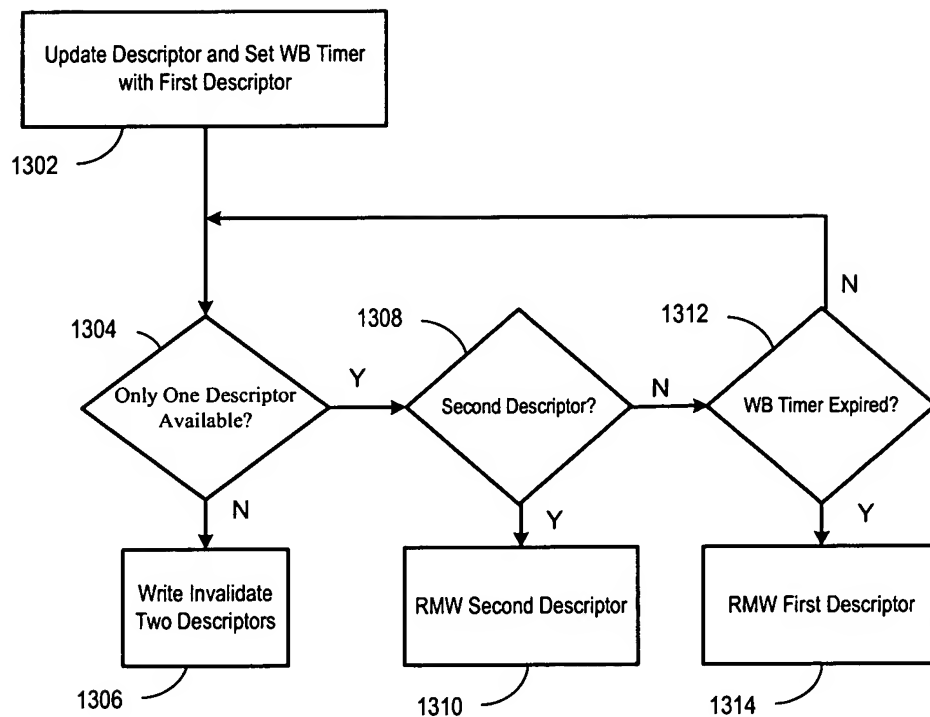 Update Descriptor and Set WB Timer
with First Descriptor
1302
N
1304
1308
1312
Only One Descriptor
Available?
Y
Second Descriptor?
N
WB Timer Expired?
N
Y
Y
Write Invalidate
Two Descriptors
RMW Second Descriptor
RMW First Descriptor
1306
1310
1314